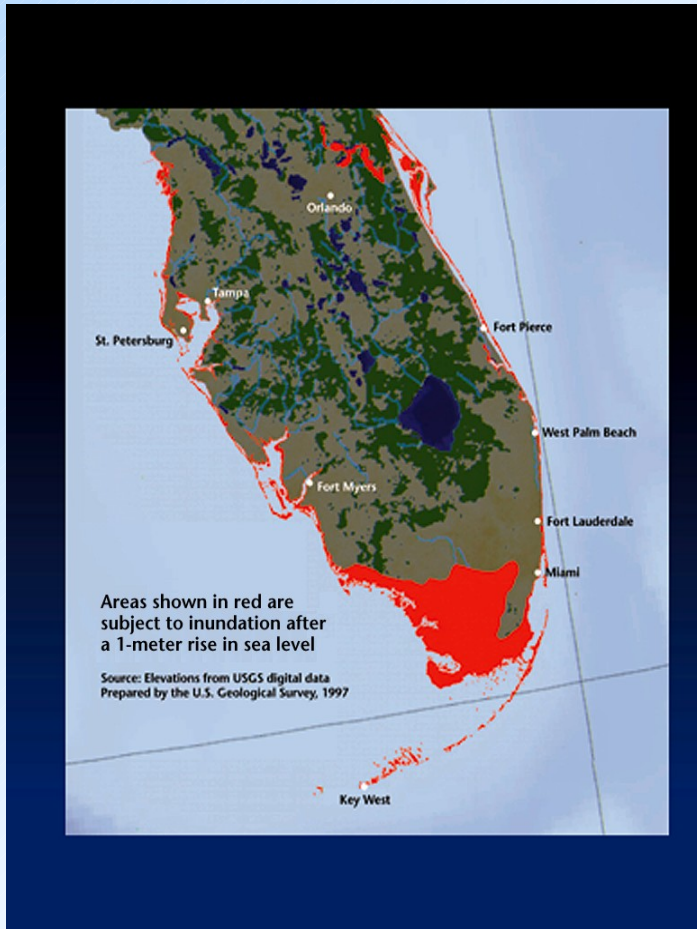 Orlando
Tampa
St. Petersburg
Fort Pierce
West Palm Beach
Fort Myers
Fort Lauderdale
Miami
Areas shown in red are
subject to inundation after
a 1-meter rise in sea level
Source: Elevations from USGS digital data
Prepared by the U.S. Geological Survey, 1997
Key West